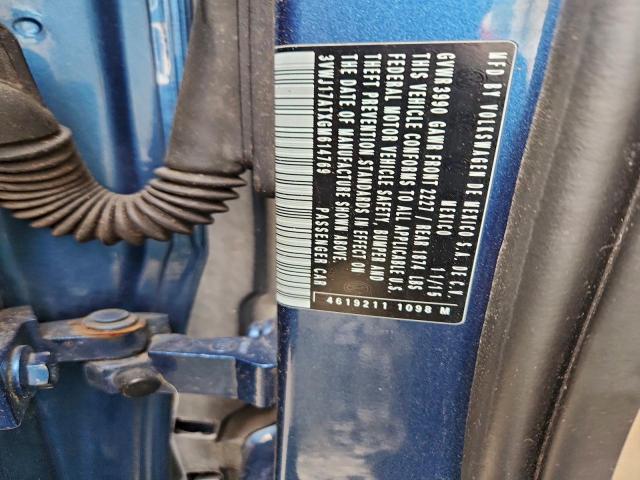 MFD BY VOLKSWAGEN DE MEXICO S.A. DE C.V.
MEXICO 11/15
GVWR 3990 GAWR FRONT 2227 / REAR 1874 LBS
THIS VEHICLE CONFORMS TO ALL APPLICABLE U.S.
FEDERAL MOTOR VEHICLE SAFETY, BUMPER AND
THEFT PREVENTION STANDARDS IN EFFECT ON
THE DATE OF MANUFACTURE SHOWN ABOVE.
3VWJ17AT5GM616769 PASSENGER CAR
4619211 1098 M